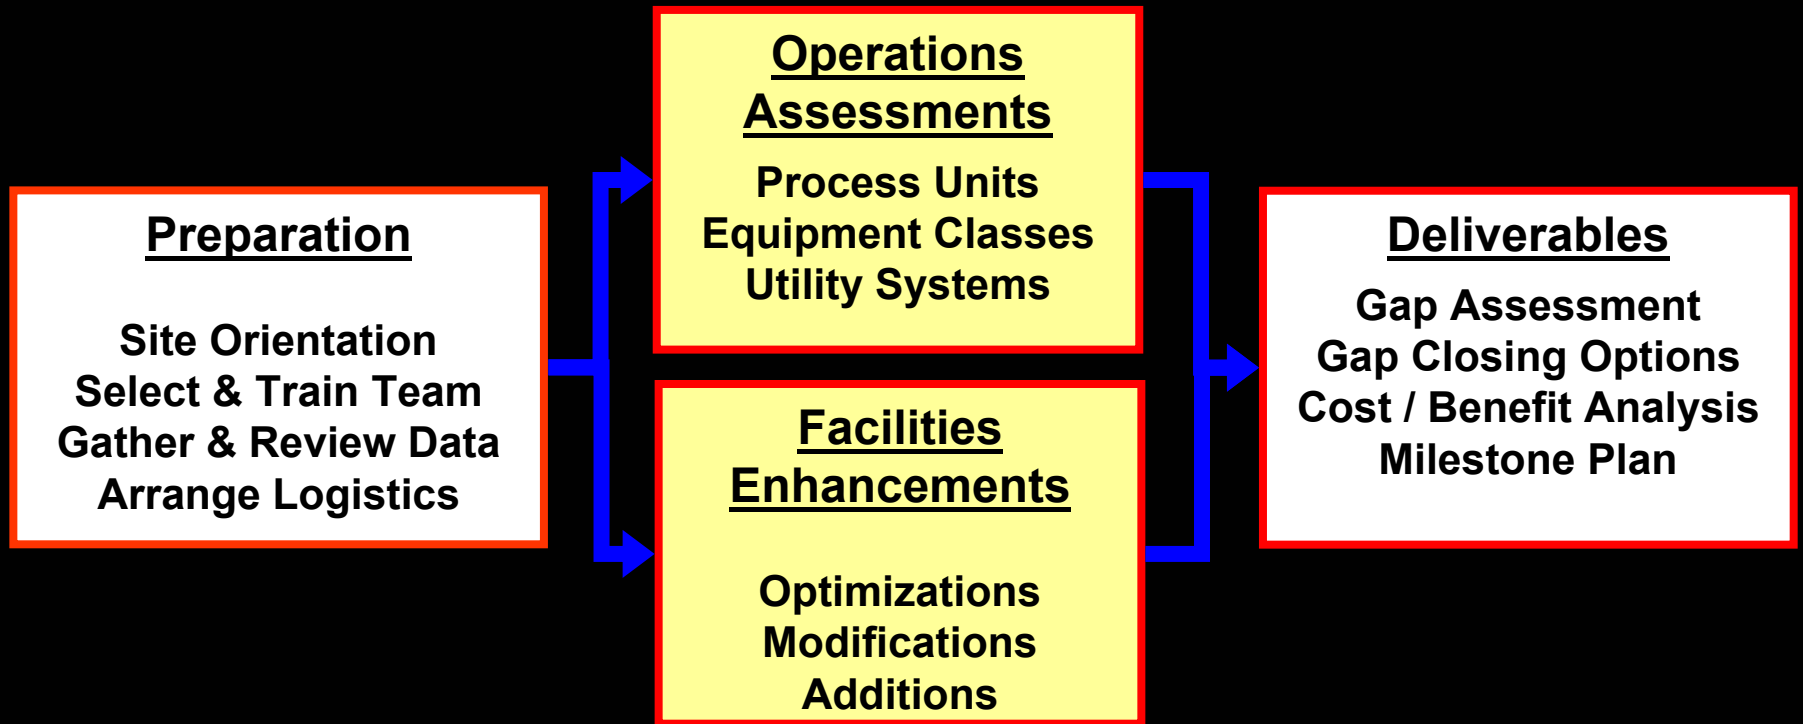 Preparation
Site Orientation
Select & Train Team
Gather & Review Data
Arrange Logistics
Operations
Assessments
Process Units
Equipment Classes
Utility Systems
Facilities
Enhancements
Optimizations
Modifications
Additions
Deliverables
Gap Assessment
Gap Closing Options
Cost / Benefit Analysis
Milestone Plan